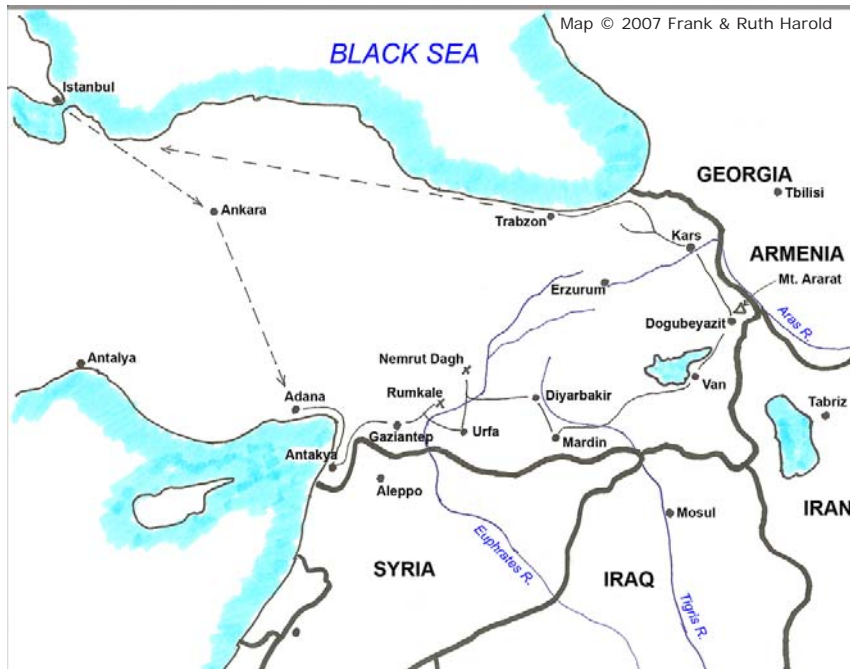 Map © 2007 Frank & Ruth Harold
BLACK SEA
Istanbul
GEORGIA
Tbilisi
Ankara
Trabzon
Kars
ARMENIA
Mt. Ararat
Erzurum
Aras R.
Dogubeyazit
Antalya
Nemrut Dagh
Van
Adana
Rumkale
Diyarbakir
Tabriz
Gaziantep
Urfa
Mardin
Antakya
Aleppo
Mosul
IRAN
SYRIA
Euphrates R.
IRAQ
Tigris R.